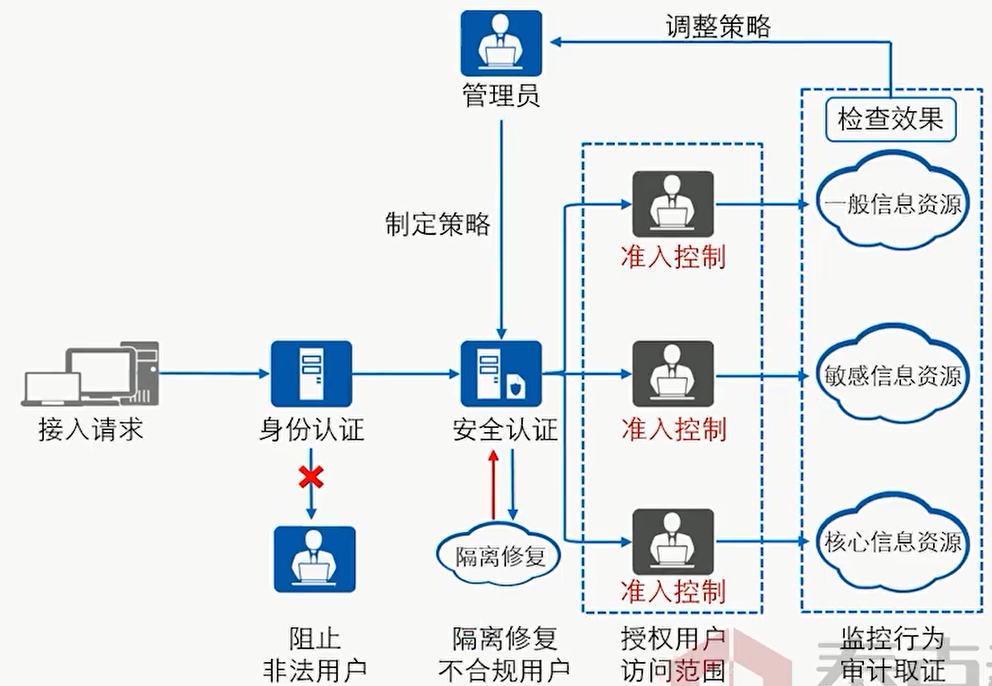 调整策略
管理员
检查效果
一般信息资源
制定策略
准入控制
敏感信息资源
接入请求
身份认证
安全认证
准入控制
隔离修复
核心信息资源
准入控制
阻止
非法用户
隔离修复
不合规用户
授权用户
访问范围
监控行为
审计取证